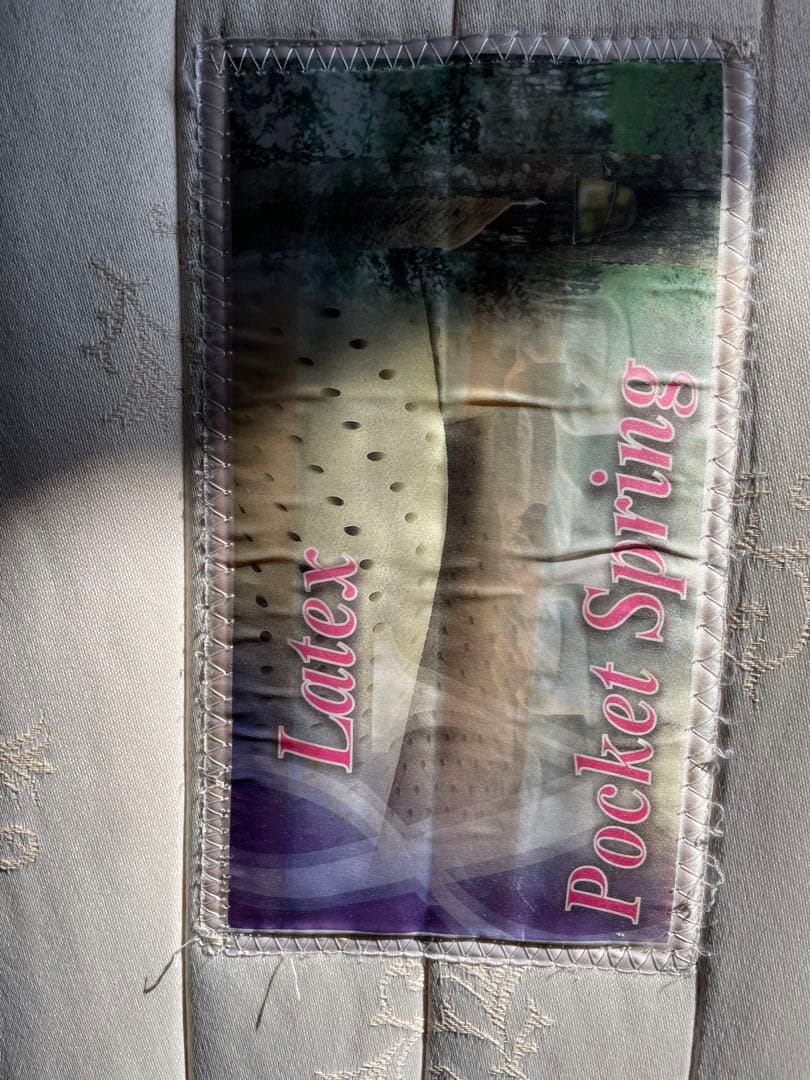 Latex
Pocket Spring